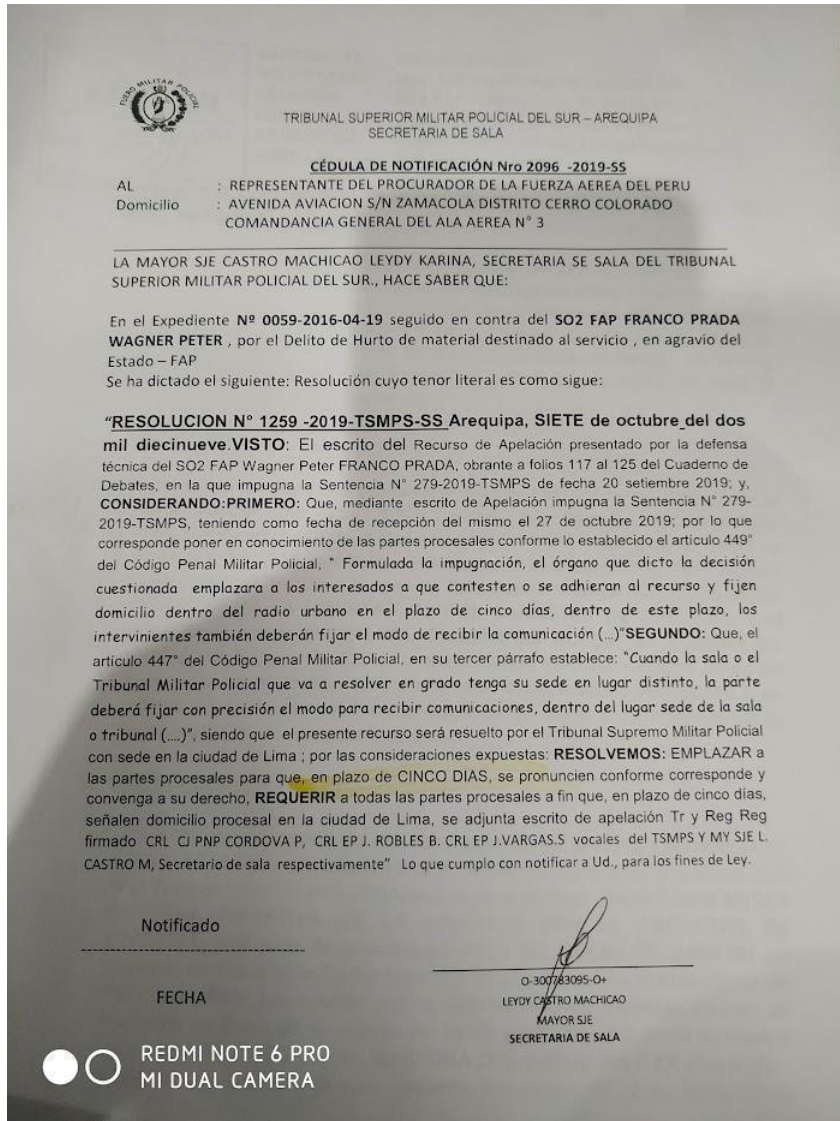 FUERO MILITAR POLICIAL
TRIBUNAL SUPERIOR MILITAR POLICIAL DEL SUR – AREQUIPA
SECRETARIA DE SALA
CÉDULA DE NOTIFICACIÓN Nro 2096 -2019-SS
AL : REPRESENTANTE DEL PROCURADOR DE LA FUERZA AEREA DEL PERU
Domicilio : AVENIDA AVIACION S/N ZAMACOLA DISTRITO CERRO COLORADO
COMANDANCIA GENERAL DEL ALA AEREA N° 3
LA MAYOR SJE CASTRO MACHICAO LEYDY KARINA, SECRETARIA SE SALA DEL TRIBUNAL
SUPERIOR MILITAR POLICIAL DEL SUR., HACE SABER QUE:
En el Expediente Nº 0059-2016-04-19 seguido en contra del SO2 FAP FRANCO PRADA
WAGNER PETER , por el Delito de Hurto de material destinado al servicio , en agravio del
Estado – FAP
Se ha dictado el siguiente: Resolución cuyo tenor literal es como sigue:
"RESOLUCION N° 1259 -2019-TSMPS-SS Arequipa, SIETE de octubre del dos
mil diecinueve.VISTO: El escrito del Recurso de Apelación presentado por la defensa
técnica del SO2 FAP Wagner Peter FRANCO PRADA, obrante a folios 117 al 125 del Cuaderno de
Debates, en la que impugna la Sentencia N° 279-2019-TSMPS de fecha 20 setiembre 2019; y,
CONSIDERANDO:PRIMERO: Que, mediante escrito de Apelación impugna la Sentencia N° 279-
2019-TSMPS, teniendo como fecha de recepción del mismo el 27 de octubre 2019; por lo que
corresponde poner en conocimiento de las partes procesales conforme lo establecido el artículo 449°
del Código Penal Militar Policial, " Formulada la impugnación, el órgano que dicto la decisión
cuestionada emplazara a los interesados a que contesten o se adhieran al recurso y fijen
domicilio dentro del radio urbano en el plazo de cinco días, dentro de este plazo, los
intervinientes también deberán fijar el modo de recibir la comunicación (...)"SEGUNDO: Que, el
artículo 447° del Código Penal Militar Policial, en su tercer párrafo establece: "Cuando la sala o el
Tribunal Militar Policial que va a resolver en grado tenga su sede en lugar distinto, la parte
deberá fijar con precisión el modo para recibir comunicaciones, dentro del lugar sede de la sala
o tribunal (....)", siendo que el presente recurso será resuelto por el Tribunal Supremo Militar Policial
con sede en la ciudad de Lima ; por las consideraciones expuestas: RESOLVEMOS: EMPLAZAR a
las partes procesales para que, en plazo de CINCO DIAS, se pronuncien conforme corresponde y
convenga a su derecho, REQUERIR a todas las partes procesales a fin que, en plazo de cinco días,
señalen domicilio procesal en la ciudad de Lima, se adjunta escrito de apelación Tr y Reg Reg
firmado CRL CJ PNP CORDOVA P, CRL EP J. ROBLES B. CRL EP J.VARGAS.S vocales del TSMPS Y MY SJE L.
CASTRO M, Secretario de sala respectivamente" Lo que cumplo con notificar a Ud., para los fines de Ley.
Notificado
FECHA
O-300783095-O+
LEYDY CASTRO MACHICAO
MAYOR SJE
SECRETARIA DE SALA
REDMI NOTE 6 PRO
MI DUAL CAMERA